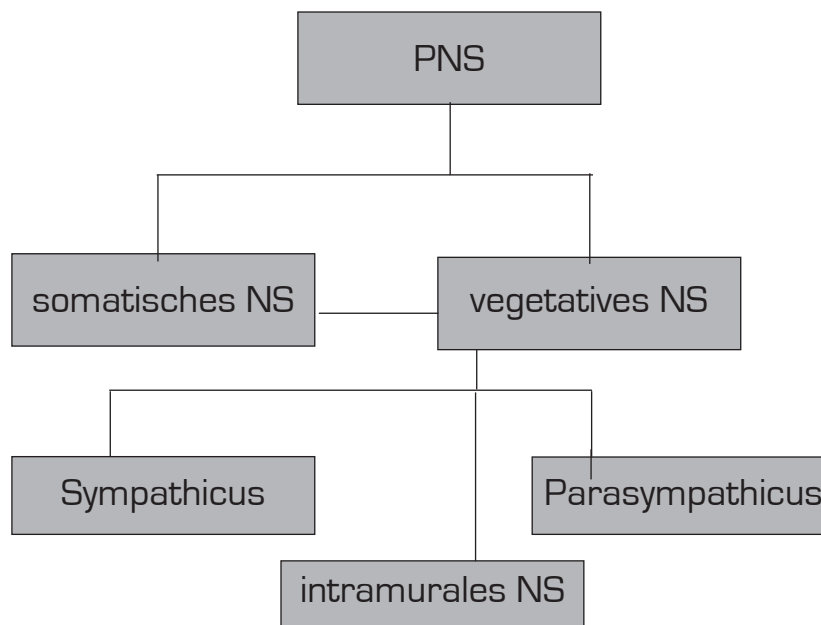 PNS
somatisches NS
vegetatives NS
Sympathicus
Parasympathicus
intramurales NS